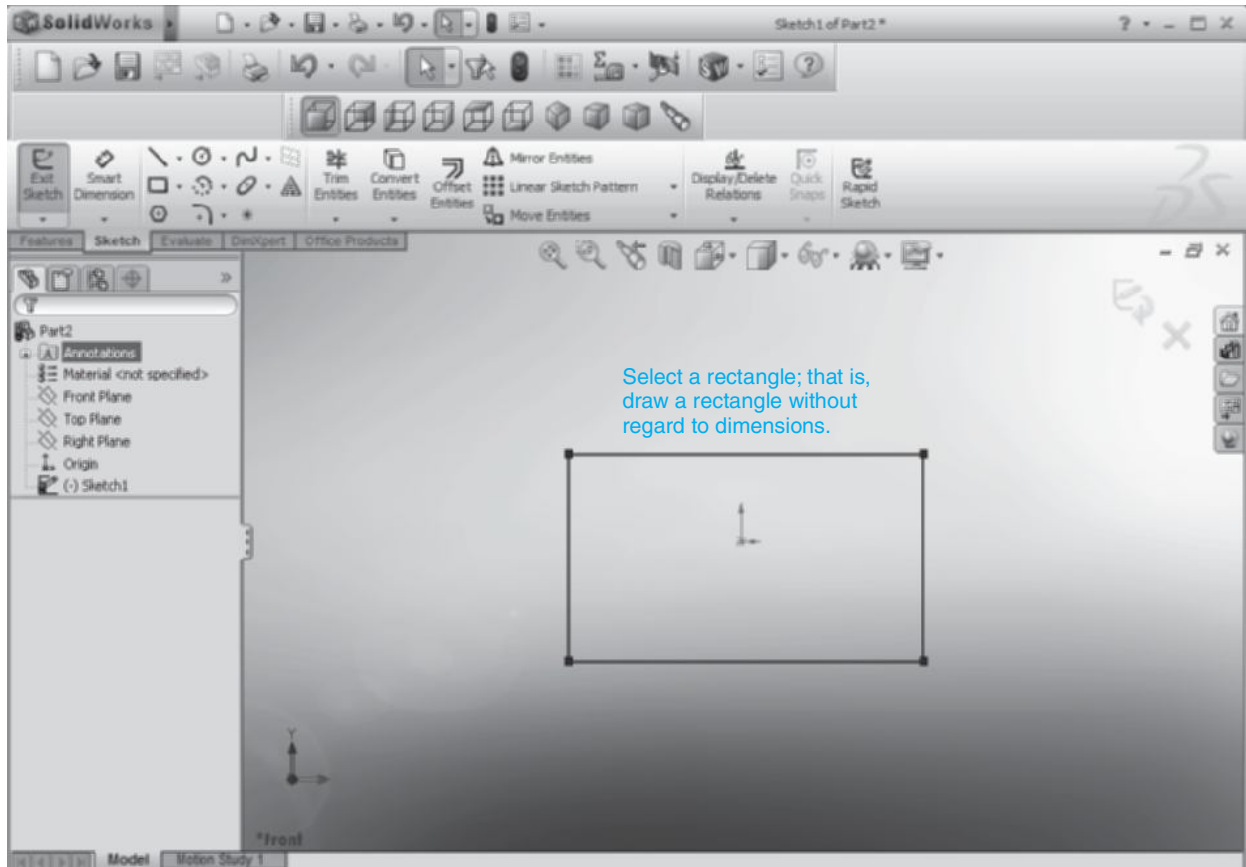 SolidWorks
Sketch1 of Part2 *
Exit Sketch
Smart Dimension
Trim Entities
Convert Entities
Offset Entities
Mirror Entities
Linear Sketch Pattern
Move Entities
Display/Delete Relations
Quick Snaps
Rapid Sketch
Features
Sketch
Evaluate
DimXpert
Office Products
Part2
Annotations
Material <not specified>
Front Plane
Top Plane
Right Plane
Origin
(-) Sketch1
Select a rectangle; that is,
draw a rectangle without
regard to dimensions.
Y
*Front
Model
Motion Study 1